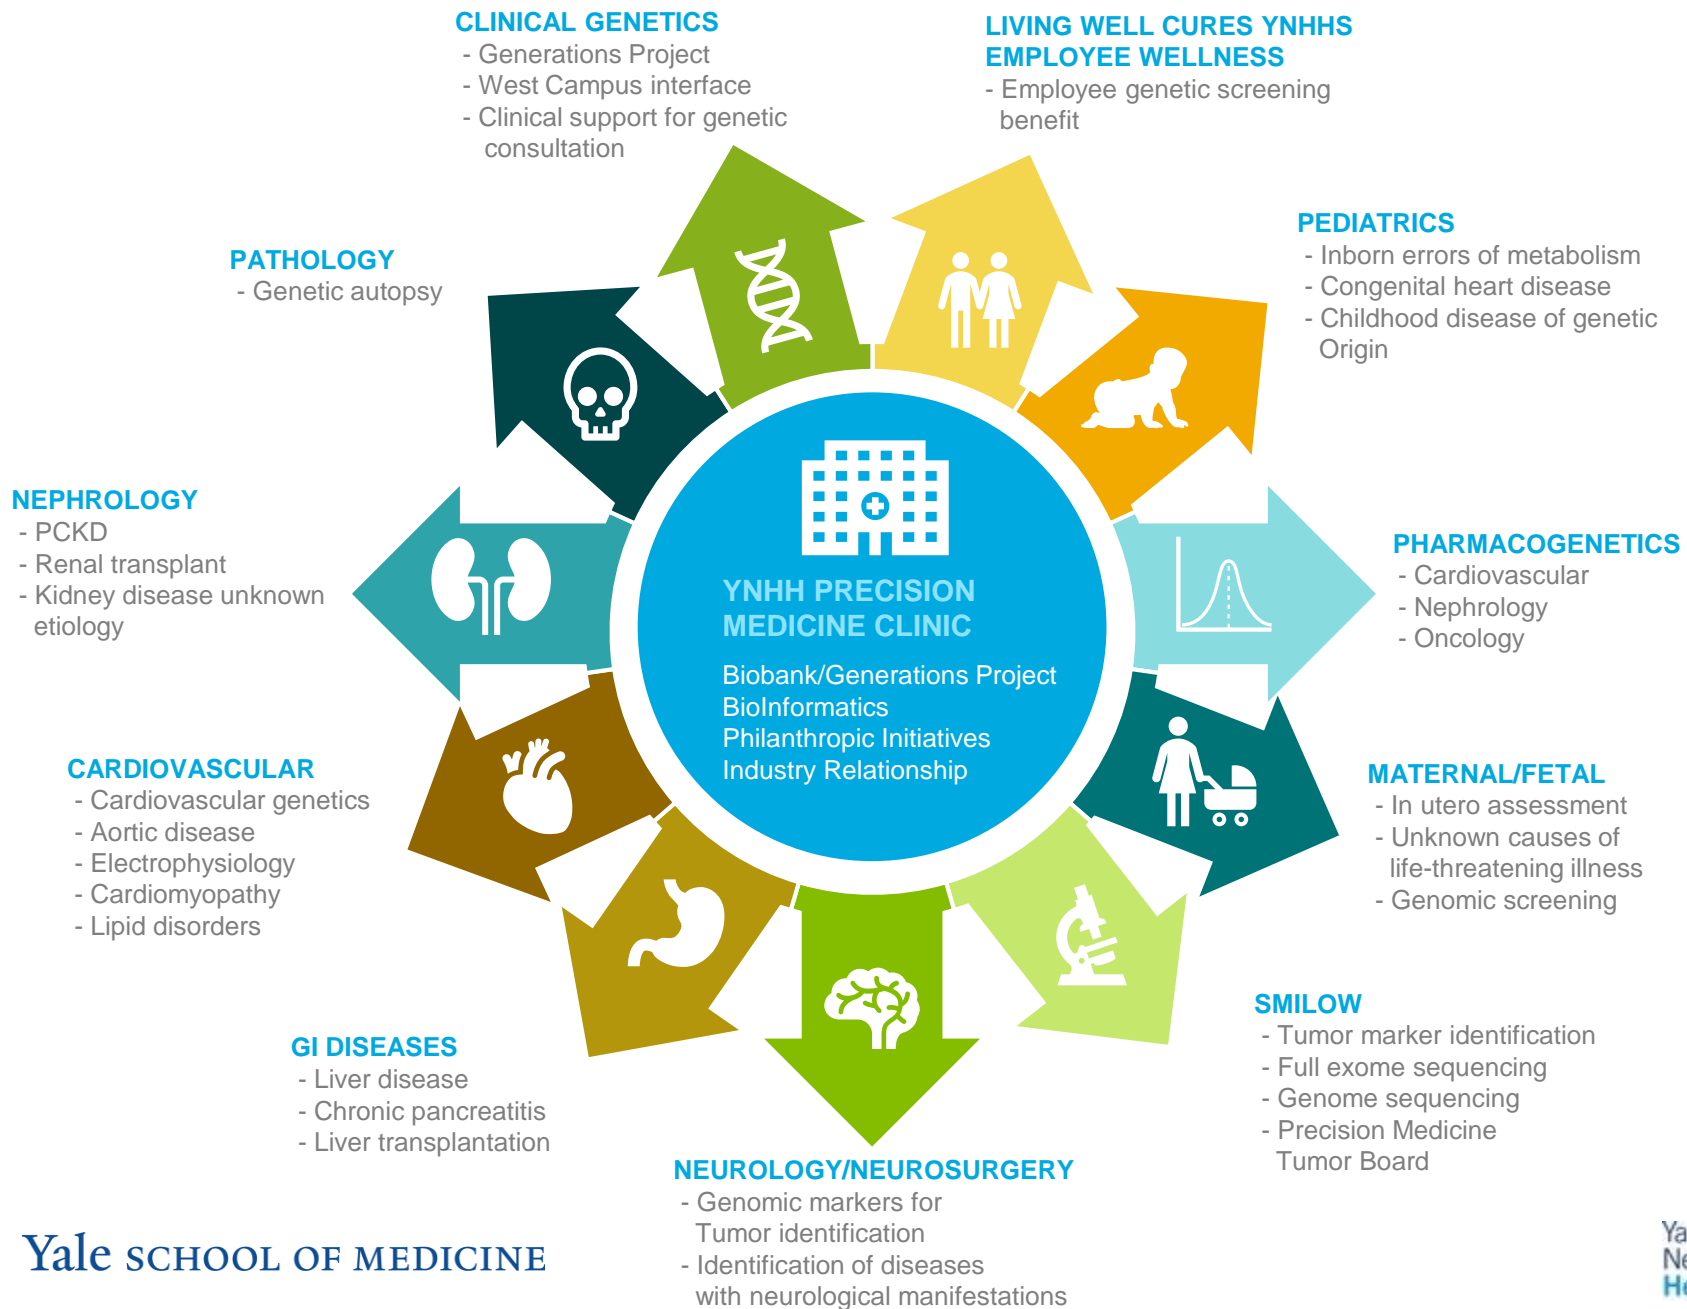 CLINICAL GENETICS
- Generations Project
- West Campus interface
- Clinical support for genetic
consultation
LIVING WELL CURES YNHHS
EMPLOYEE WELLNESS
- Employee genetic screening
benefit
PEDIATRICS
- Inborn errors of metabolism
- Congenital heart disease
- Childhood disease of genetic
Origin
PATHOLOGY
- Genetic autopsy
NEPHROLOGY
- PCKD
- Renal transplant
- Kidney disease unknown
etiology
YNHH PRECISION
MEDICINE CLINIC
Biobank/Generations Project
BioInformatics
Philanthropic Initiatives
Industry Relationship
PHARMACOGENETICS
- Cardiovascular
- Nephrology
- Oncology
CARDIOVASCULAR
- Cardiovascular genetics
- Aortic disease
- Electrophysiology
- Cardiomyopathy
- Lipid disorders
MATERNAL/FETAL
- In utero assessment
- Unknown causes of
life-threatening illness
- Genomic screening
GI DISEASES
- Liver disease
- Chronic pancreatitis
- Liver transplantation
SMILOW
- Tumor marker identification
- Full exome sequencing
- Genome sequencing
- Precision Medicine
Tumor Board
NEUROLOGY/NEUROSURGERY
- Genomic markers for
Tumor identification
- Identification of diseases
with neurological manifestations
Yale SCHOOL OF MEDICINE